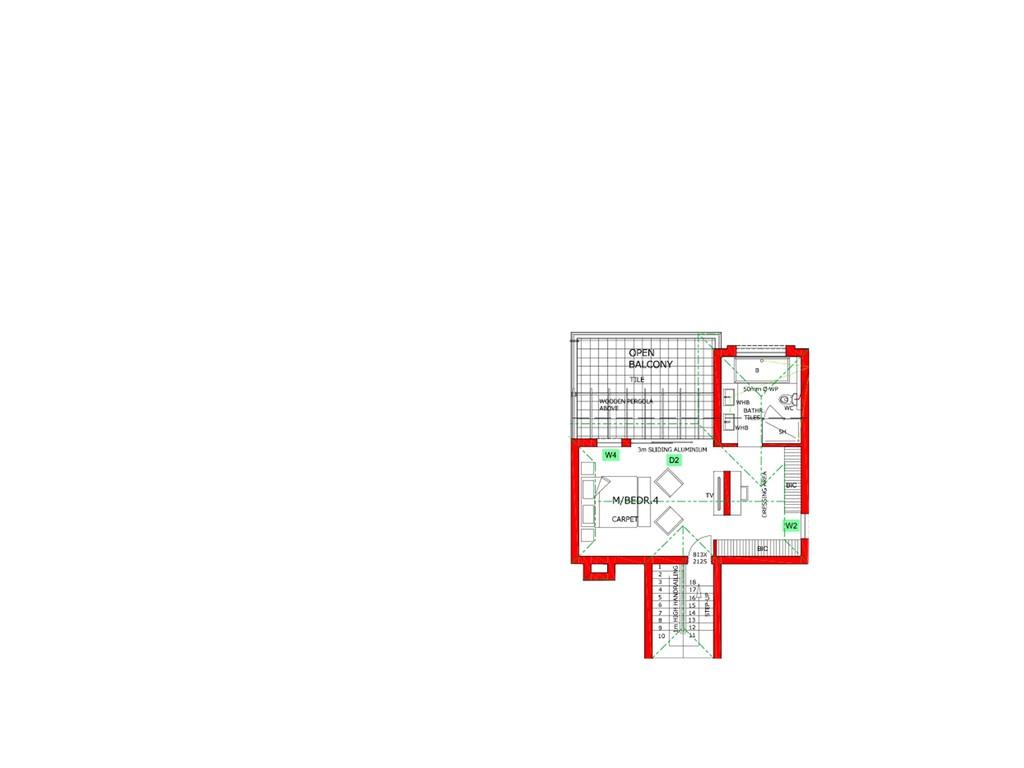 OPEN
BALCONY
TILE
WOODEN PERGOLA
ABOVE
B
50mm Ø WP
WHB
WC
BATHR.
TILES
WHB
SH
3m SLIDING ALUMINIUM
W4
D2
M/BEDR.4
CARPET
TV
DRESSING AREA
BIC
W2
BIC
813X
2125
1m HIGH HANDRAILING
STEP-UP
1
2
3
4
5
6
7
8
9
10
18
17
16
15
14
13
12
11